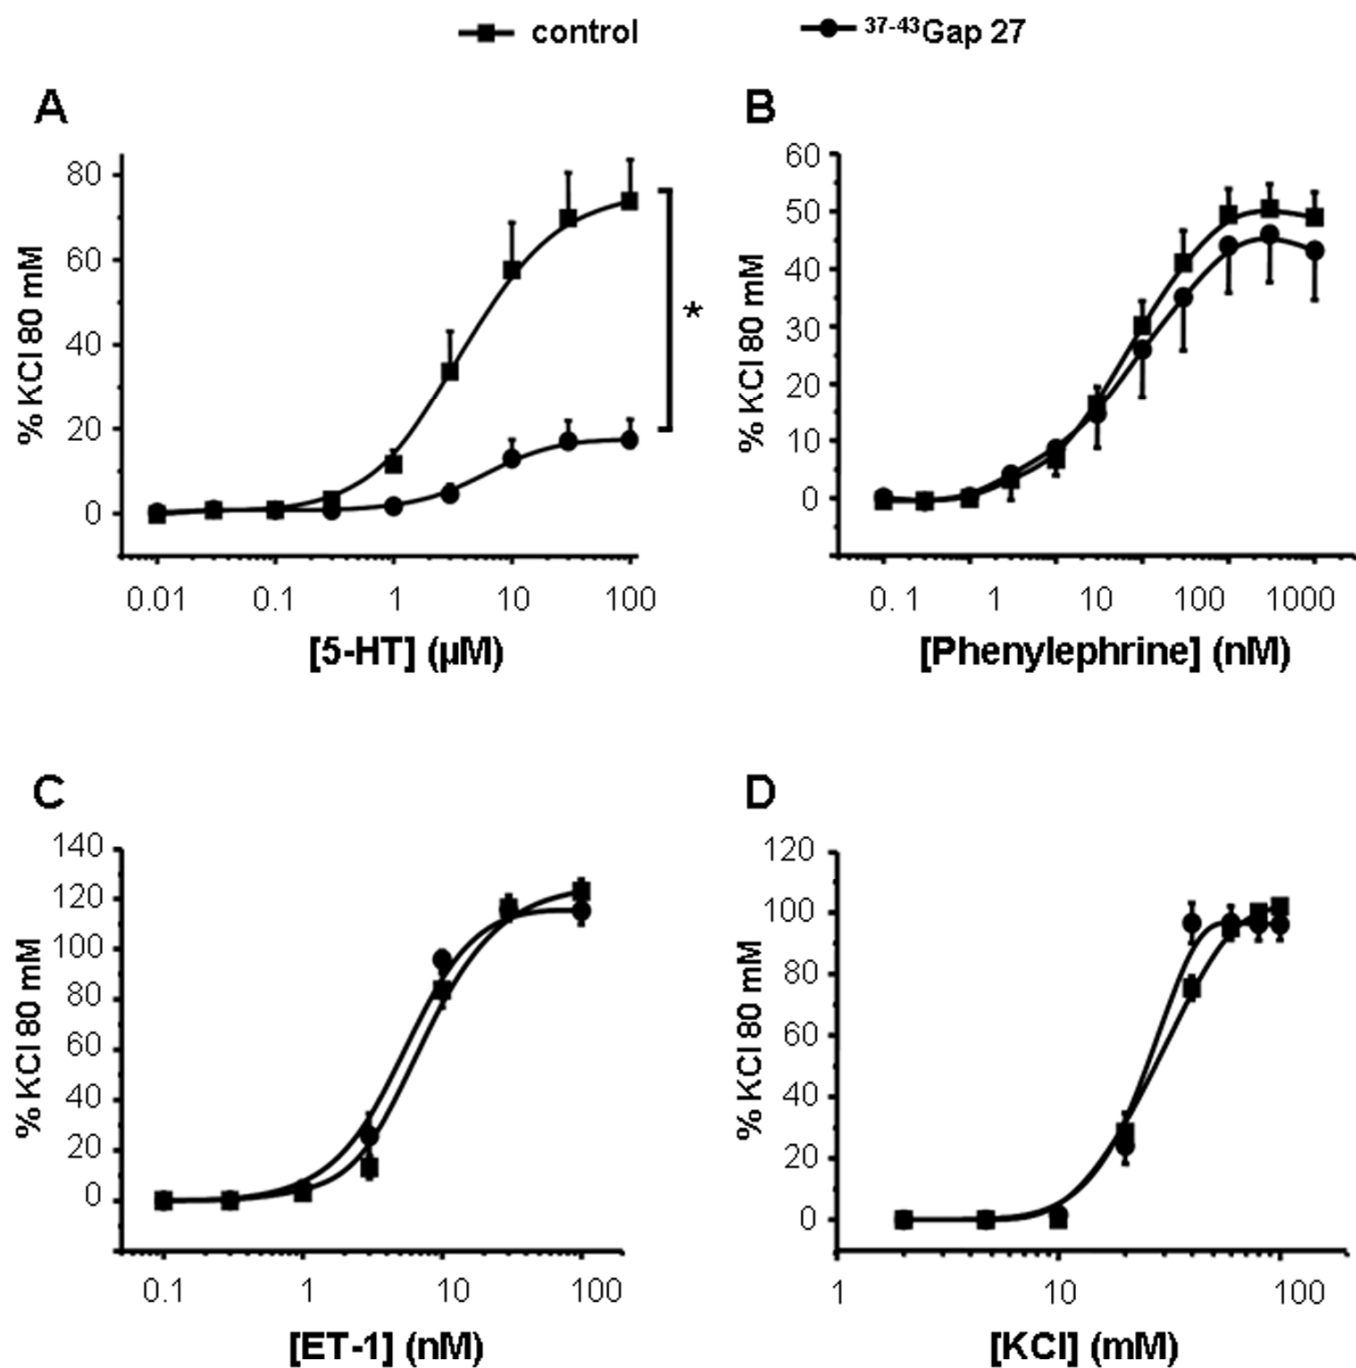 control ³⁷⁻⁴³Gap 27
A
% KCl 80 mM
80
60
40
20
0
*
0.01 0.1 1 10 100
[5-HT] (µM)
B
% KCl 80 mM
60
50
40
30
20
10
0
0.1 1 10 100 1000
[Phenylephrine] (nM)
C
% KCl 80 mM
140
120
100
80
60
40
20
0
0.1 1 10 100
[ET-1] (nM)
D
% KCl 80 mM
120
100
80
60
40
20
0
1 10 100
[KCl] (mM)